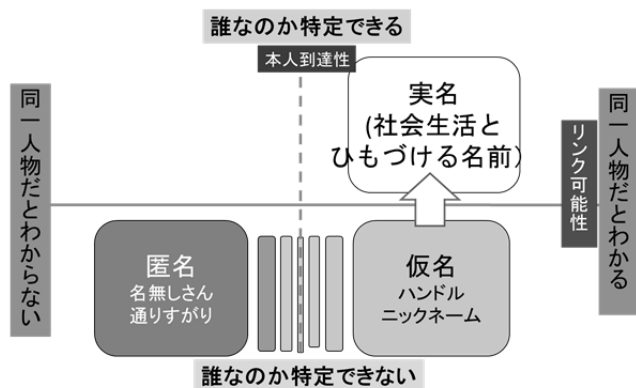 誰なのか特定できる
本人到達性
同一人物だとわからない
実名
(社会生活と
ひもづける名前)
リンク可能性
同一人物だとわかる
匿名
名無しさん
通りすがり
仮名
ハンドル
ニックネーム
誰なのか特定できない